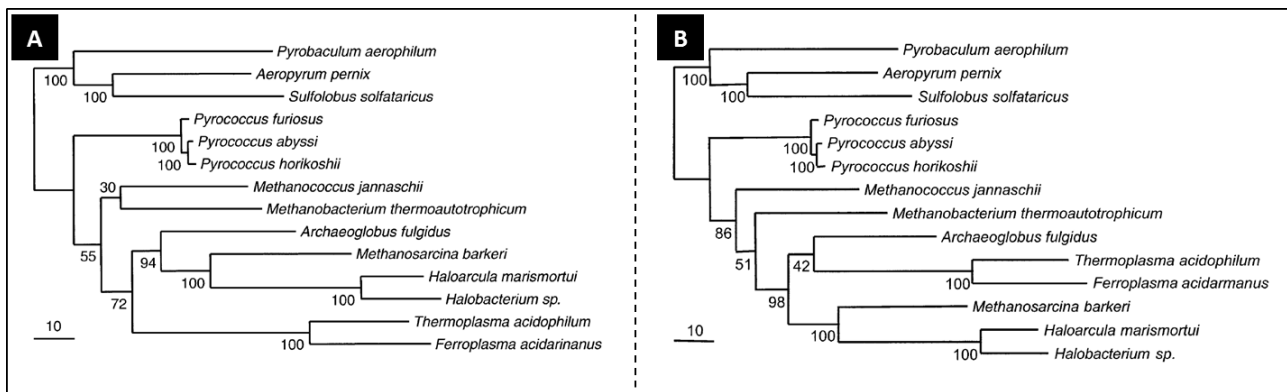 A
Pyrobaculum aerophilum
100
Aeropyrum pernix
100
Sulfolobus solfataricus
Pyrococcus furiosus
100
Pyrococcus abyssi
100
Pyrococcus horikoshii
30
Methanococcus jannaschii
Methanobacterium thermoautotrophicum
55
Archaeoglobus fulgidus
94
Methanosarcina barkeri
100
Haloarcula marismortui
100
Halobacterium sp.
72
Thermoplasma acidophilum
100
Ferroplasma acidarinanus
10
B
Pyrobaculum aerophilum
100
Aeropyrum pernix
100
Sulfolobus solfataricus
Pyrococcus furiosus
100
Pyrococcus abyssi
100
Pyrococcus horikoshii
Methanococcus jannaschii
86
Methanobacterium thermoautotrophicum
51
Archaeoglobus fulgidus
42
Thermoplasma acidophilum
100
Ferroplasma acidarmanus
98
Methanosarcina barkeri
100
Haloarcula marismortui
100
Halobacterium sp.
10